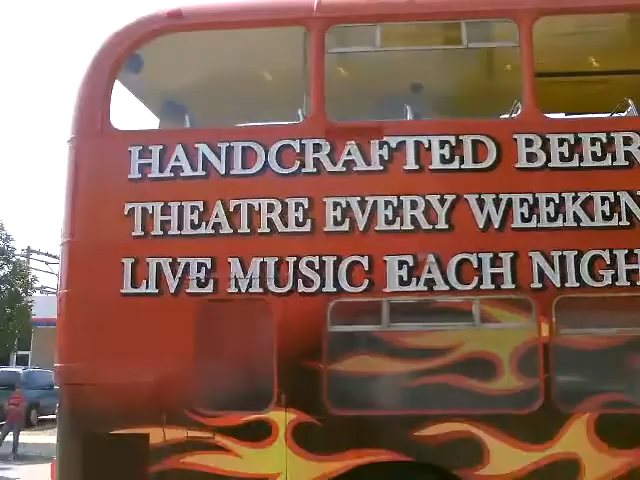 HANDCRAFTED BEER
THEATRE EVERY WEEKEN
LIVE MUSIC EACH NIGH